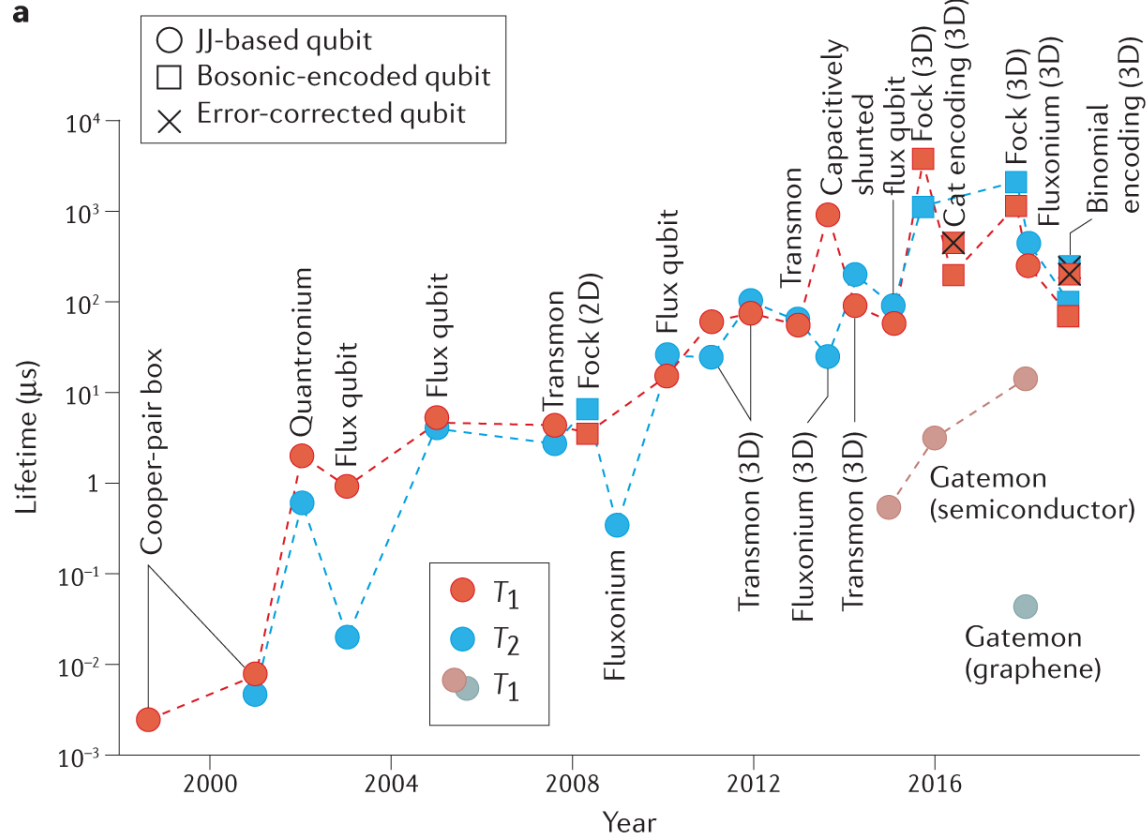 a
JJ-based qubit
Bosonic-encoded qubit
Error-corrected qubit
Lifetime (μs)
10⁴
10³
10²
10¹
1
10⁻¹
10⁻²
10⁻³
Cooper-pair box
Quantronium
Flux qubit
Flux qubit
Transmon
Fock (2D)
Fluxonium
Flux qubit
Transmon (3D)
Transmon
Fluxonium (3D)
Capacitively
shunted
flux qubit
Transmon (3D)
Fock (3D)
Cat encoding (3D)
Fock (3D)
Fluxonium (3D)
Binomial
encoding (3D)
Gatemon
(semiconductor)
Gatemon
(graphene)
T₁
T₂
T₁
2000
2004
2008
2012
2016
Year